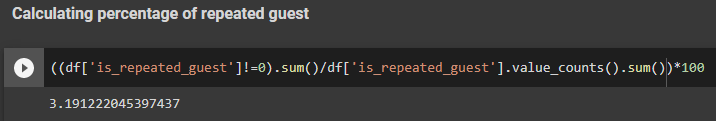 Calculating percentage of repeated guest
((df['is_repeated_guest']!=0).sum()/df['is_repeated_guest'].value_counts().sum())*100
3.191222045397437